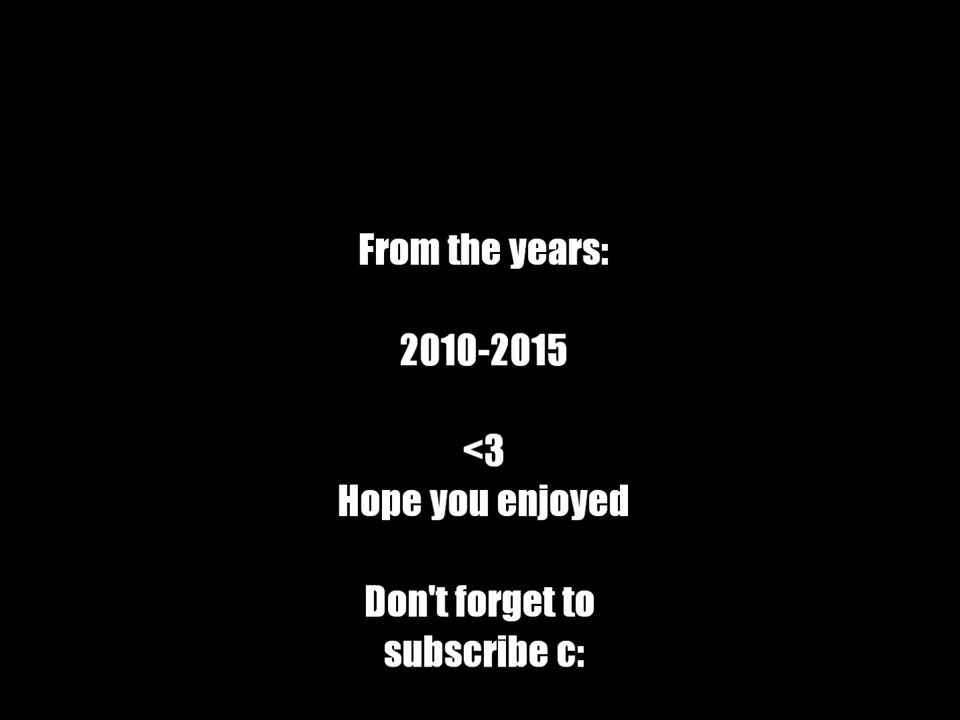 From the years:
2010-2015
<3
Hope you enjoyed
Don't forget to
subscribe c: